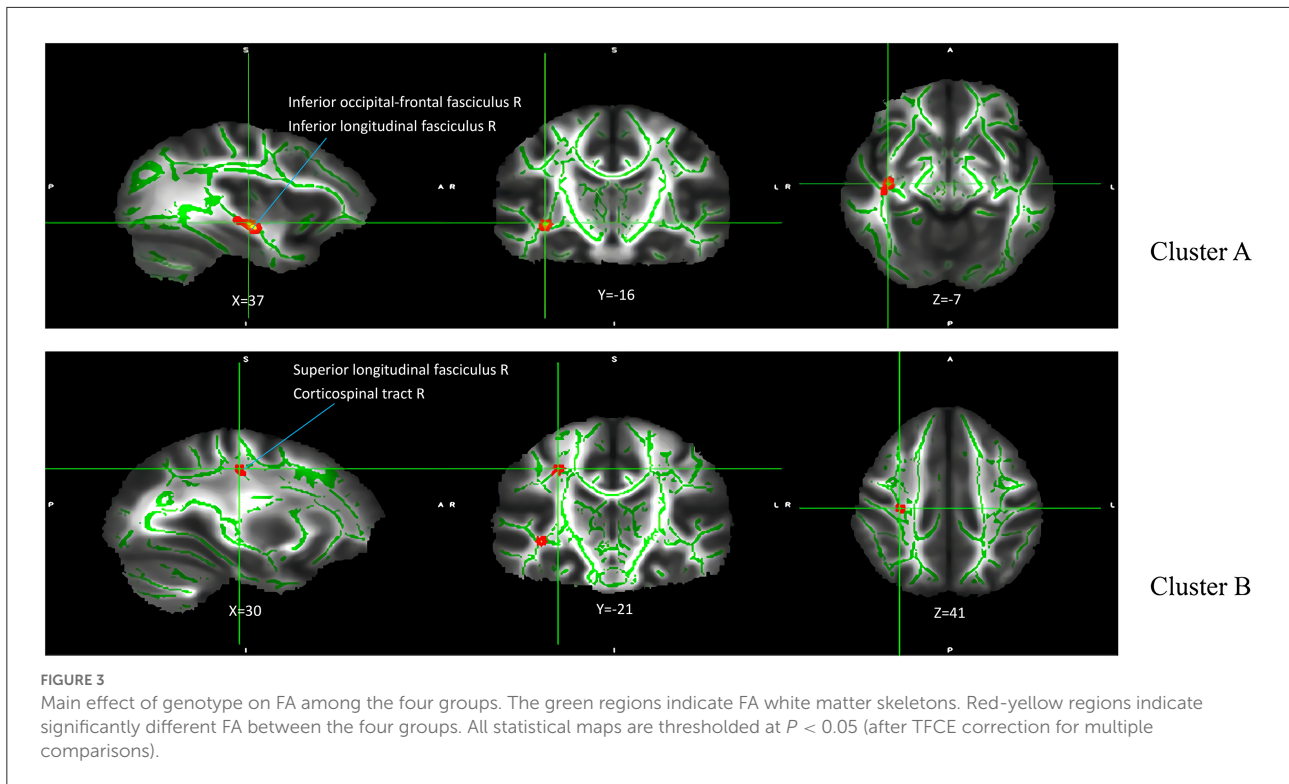 S
S
A
Inferior occipital-frontal fasciculus R
Inferior longitudinal fasciculus R
P
A R
L R
L
Cluster A
X=37
Y=-16
Z=-7
I
I
P
S
S
A
Superior longitudinal fasciculus R
Corticospinal tract R
P
A R
L R
L
Cluster B
X=30
Y=-21
Z=41
I
I
P
FIGURE 3
Main effect of genotype on FA among the four groups. The green regions indicate FA white matter skeletons. Red-yellow regions indicate
significantly different FA between the four groups. All statistical maps are thresholded at P < 0.05 (after TFCE correction for multiple
comparisons).